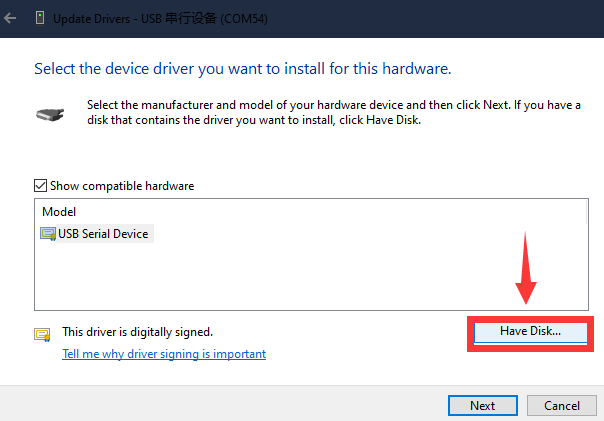 Update Drivers - USB 串行设备 (COM54)
Select the device driver you want to install for this hardware.
Select the manufacturer and model of your hardware device and then click Next. If you have a
disk that contains the driver you want to install, click Have Disk.
Show compatible hardware
Model
USB Serial Device
This driver is digitally signed.
Have Disk...
Tell me why driver signing is important
Next
Cancel